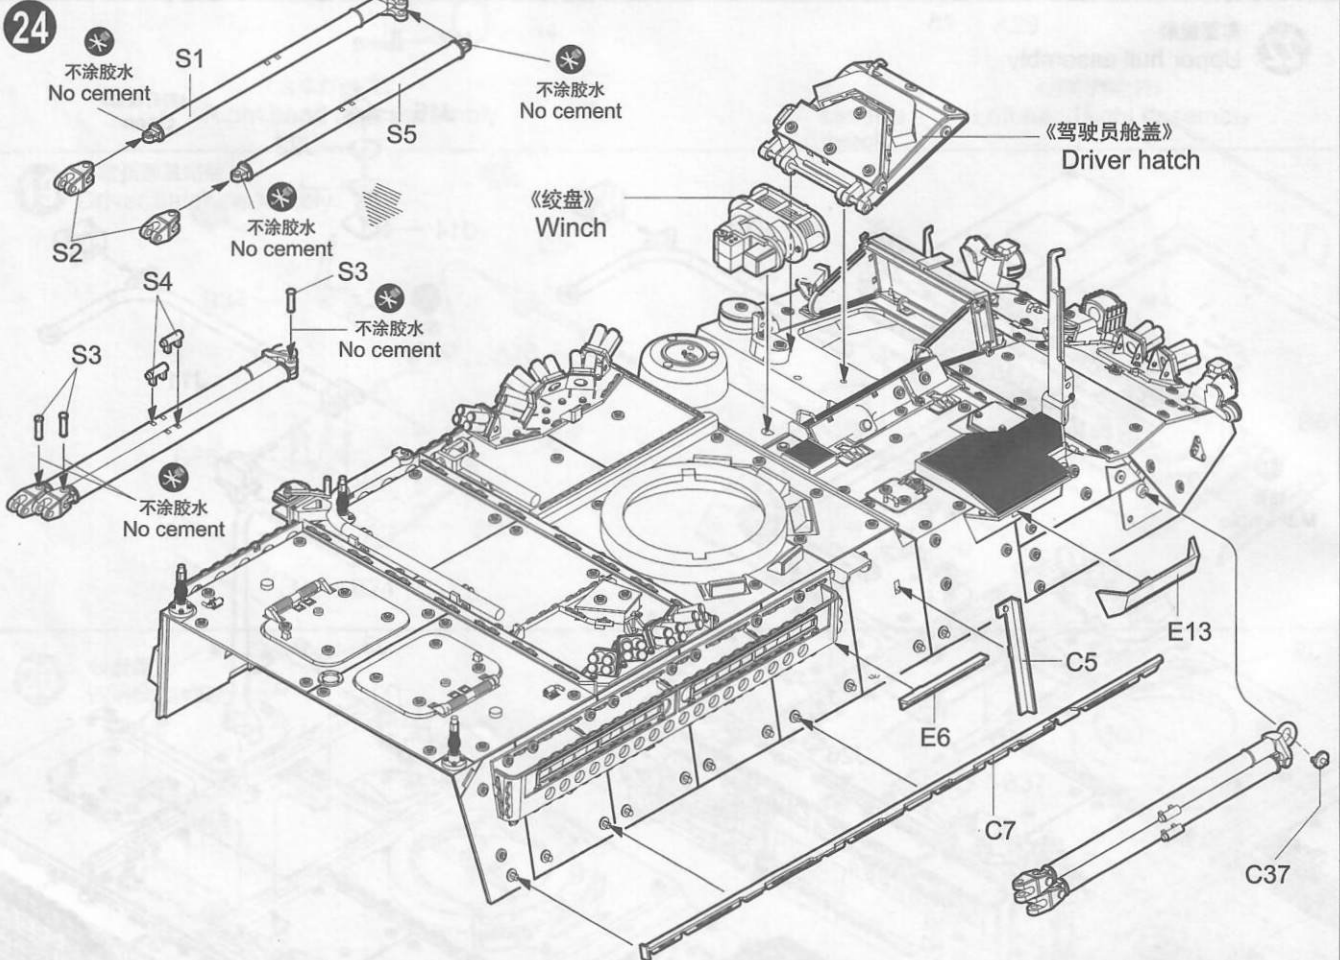 24
不涂胶水
No cement
S1
不涂胶水
No cement
S5
S2
不涂胶水
No cement
《驾驶员舱盖》
Driver hatch
《绞盘》
Winch
S4
S3
不涂胶水
No cement
S3
不涂胶水
No cement
E13
C5
E6
C7
C37